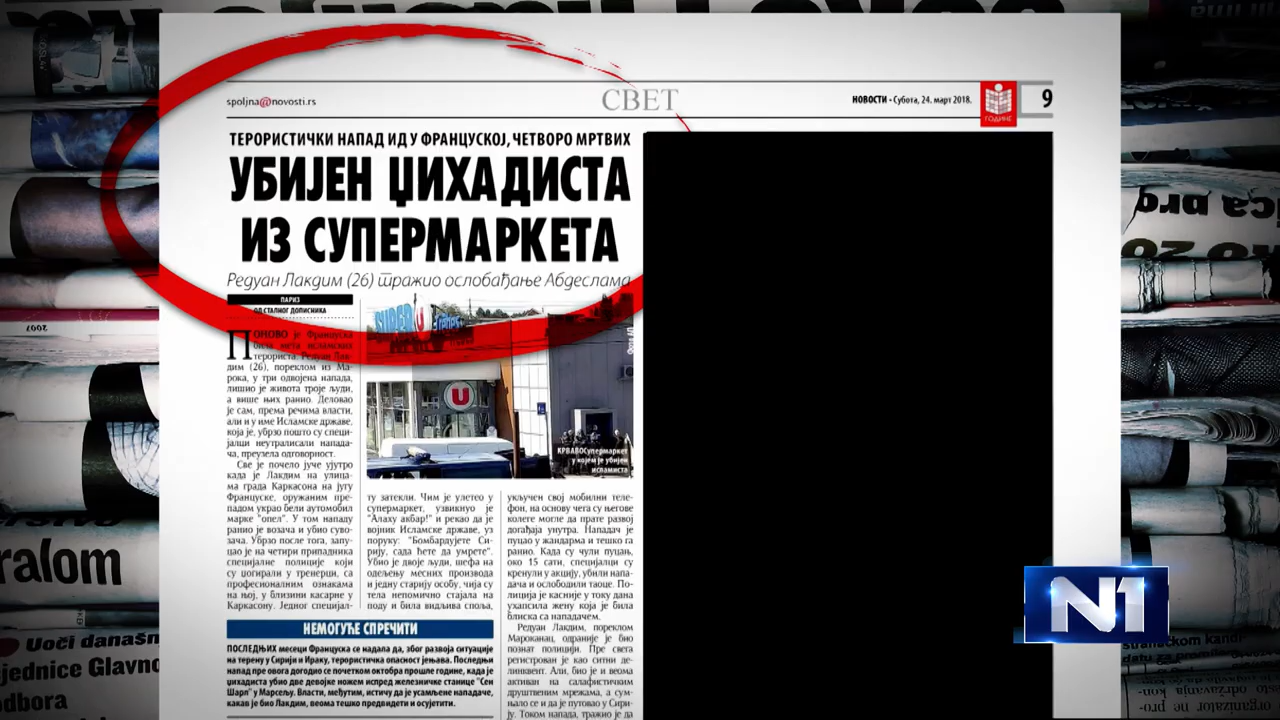 spoljna@novosti.rs
СВЕТ
НОВОСТИ - Субота, 24. март 2018.
ГОДИНЕ
9
ТЕРОРИСТИЧКИ НАПАД ИД У ФРАНЦУСКОЈ, ЧЕТВОРО МРТВИХ
УБИЈЕН ЏИХАДИСТА
ИЗ СУПЕРМАРКЕТА
Редуан Лакдим (26) тражио ослобађање Абдеслама
ПАРИЗ
ОД СТАЛНОГ ДОПИСНИКА
ПОНОВО је Француска
била мета исламских
терориста. Редуан Лак-
дим (26), пореклом из Ма-
рока, у три одвојена напада,
лишио је живота троје људи,
а више њих ранио. Деловао
је сам, према речима власти,
али и у име Исламске државе,
која је, убрзо пошто су специ-
јалци неутралисали напада-
ча, преузела одговорност.
Све је почело јуче ујутро
када је Лакдим на улица-
ма града Каркасона на југу
Француске, оружаним пре-
падом украо бели аутомобил
марке "опел". У том нападу
ранио је возача и убио суво-
зача. Убрзо после тога, запу-
цао је на четири припадника
специјалне полиције који
су џогирали у тренерци, са
професионалним ознакама
на њој, у близини касарне у
Каркасону. Једног специјал-
SUPER U
U
КРВАВО Супермаркет
у којем је убијен
исламиста
ту затекли. Чим је улетео у
супермаркет, узвикнуо је
"Алаху акбар!" и рекао да је
војник Исламске државе, уз
поруку: "Бомбардујете Си-
рију, сада ћете да умрете".
Убио је двоје људи, шефа на
одељењу месних производа
и једну старију особу, чија су
тела непомично стајала на
поду и била видљива споља,
укључен свој мобилни теле-
фон, на основу чега су његове
колеге могле да прате развој
догађаја унутра. Нападач је
пуцао у жандарма и тешко га
ранио. Када су чули пуцањ,
око 15 сати, специјалци су
кренули у акцију, убили напа-
дача и ослободили таоце. По-
лиција је касније у току дана
ухапсила жену која је била
блиска са нападачем.
Редуан Лакдим, пореклом
Мароканац, одраније је био
познат полицији. Пре свега
регистрован је као ситни де-
линквент. Али, био је и веома
активан на салафистичким
друштвеним мрежама, а сум-
њало се и да је путовао у Сири-
ју. Током напада, тражио је да
НЕМОГУЋЕ СПРЕЧИТИ
ПОСЛЕДЊИХ месеци Француска се надала да, због развоја ситуације
на терену у Сирији и Ираку, терористичка опасност јењава. Последњи
напад пре овога догодио се почетком октобра прошле године, када је
џихадиста убио две девојке ножем испред железничке станице "Сен
Шарл" у Марсељу. Власти, међутим, истичу да је усамљене нападаче,
какав је био Лакдим, веома тешко предвидети и осујетити.
N1
ralom
Uoči današn
jednice Glavno
odbora
2007